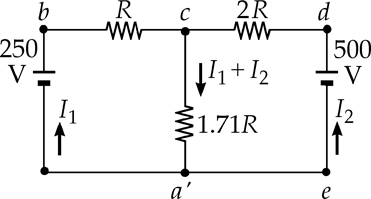 b R c 2R d
250 V
500 V
I₁ + I₂
I₁
1.71R
I₂
a′ e